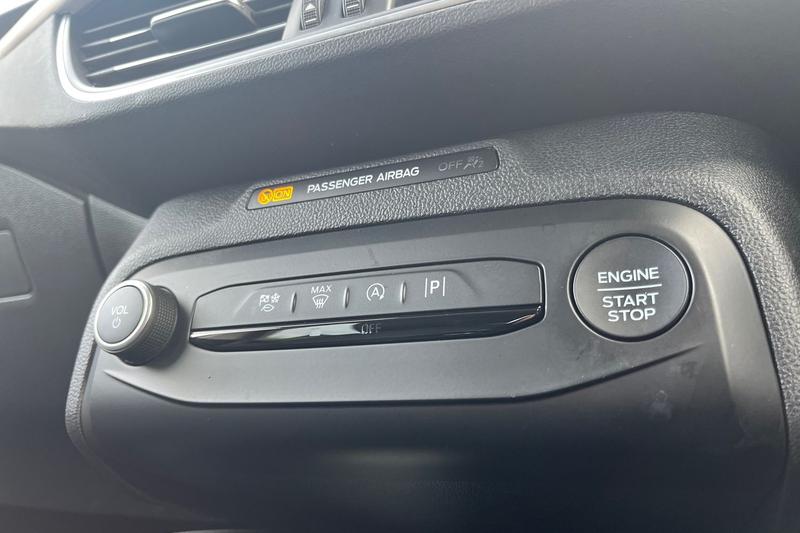 ON PASSENGER AIRBAG OFF
VOL
MAX
A
P
OFF
ENGINE
START
STOP